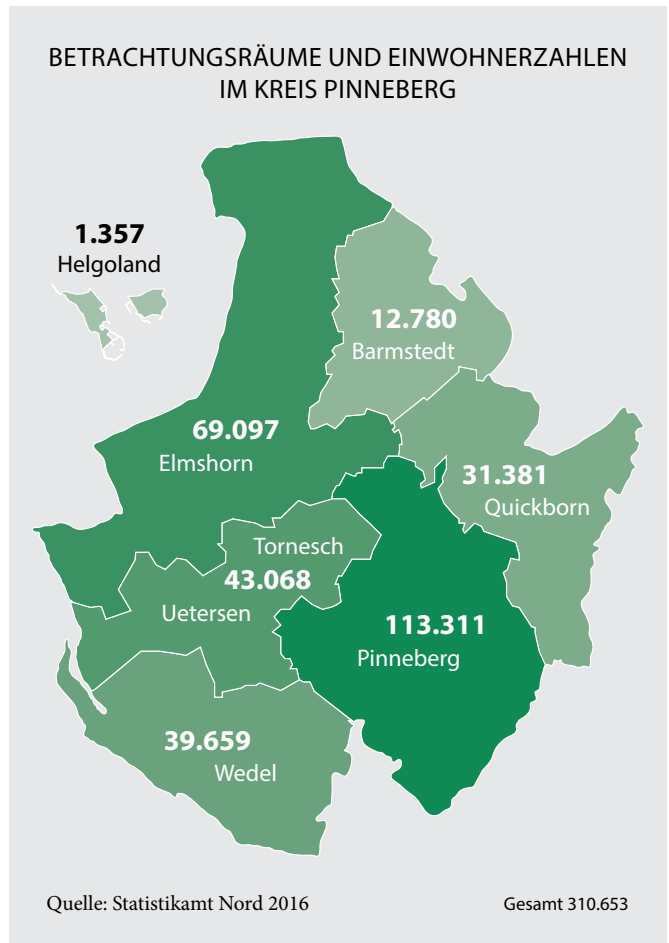 BETRACHTUNGSRÄUME UND EINWOHNERZAHLEN
IM KREIS PINNEBERG
1.357
Helgoland
12.780
Barmstedt
69.097
Elmshorn
31.381
Quickborn
Tornesch
43.068
Uetersen
113.311
Pinneberg
39.659
Wedel
Quelle: Statistikamt Nord 2016
Gesamt 310.653